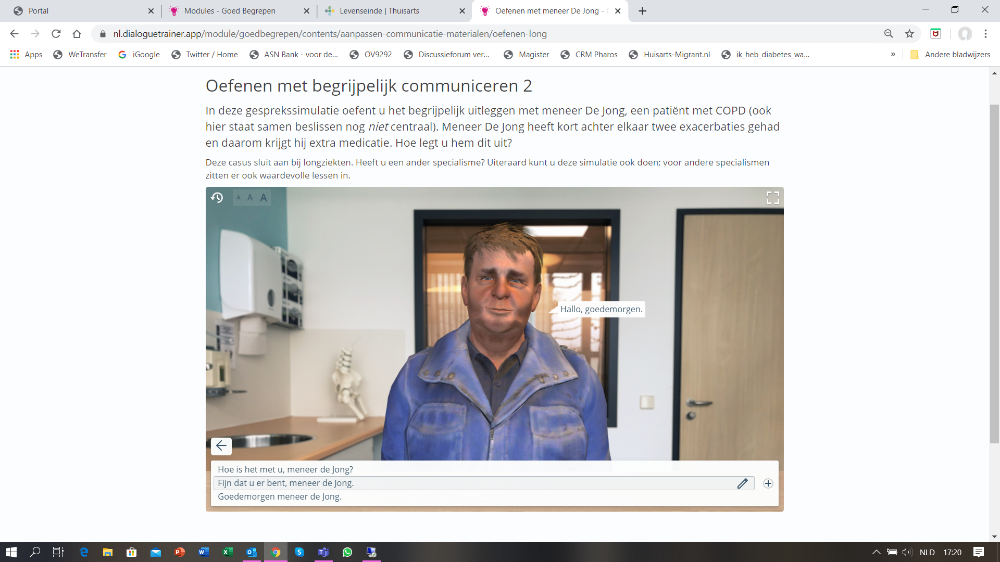 Portal
Modules - Goed Begrepen
Levenseinde | Thuisarts
Oefenen met meneer De Jong -
nl.dialoguetrainer.app/module/goedbegrepen/contents/aanpassen-communicatie-materialen/oefenen-long
Apps WeTransfer iGoogle Twitter / Home ASN Bank - voor de... OV9292 Discussieforum ver... Magister CRM Pharos Huisarts-Migrant.nl ik_heb_diabetes_wa... » Andere bladwijzers
Oefenen met begrijpelijk communiceren 2
In deze gesprekssimulatie oefent u het begrijpelijk uitleggen met meneer De Jong, een patiënt met COPD (ook
hier staat samen beslissen nog niet centraal). Meneer De Jong heeft kort achter elkaar twee exacerbaties gehad
en daarom krijgt hij extra medicatie. Hoe legt u hem dit uit?
Deze casus sluit aan bij longziekten. Heeft u een ander specialisme? Uiteraard kunt u deze simulatie ook doen; voor andere specialismen
zitten er ook waardevolle lessen in.
A A A
Hallo, goedemorgen.
Hoe is het met u, meneer de Jong?
Fijn dat u er bent, meneer de Jong.
Goedemorgen meneer de Jong.
NLD 17:20